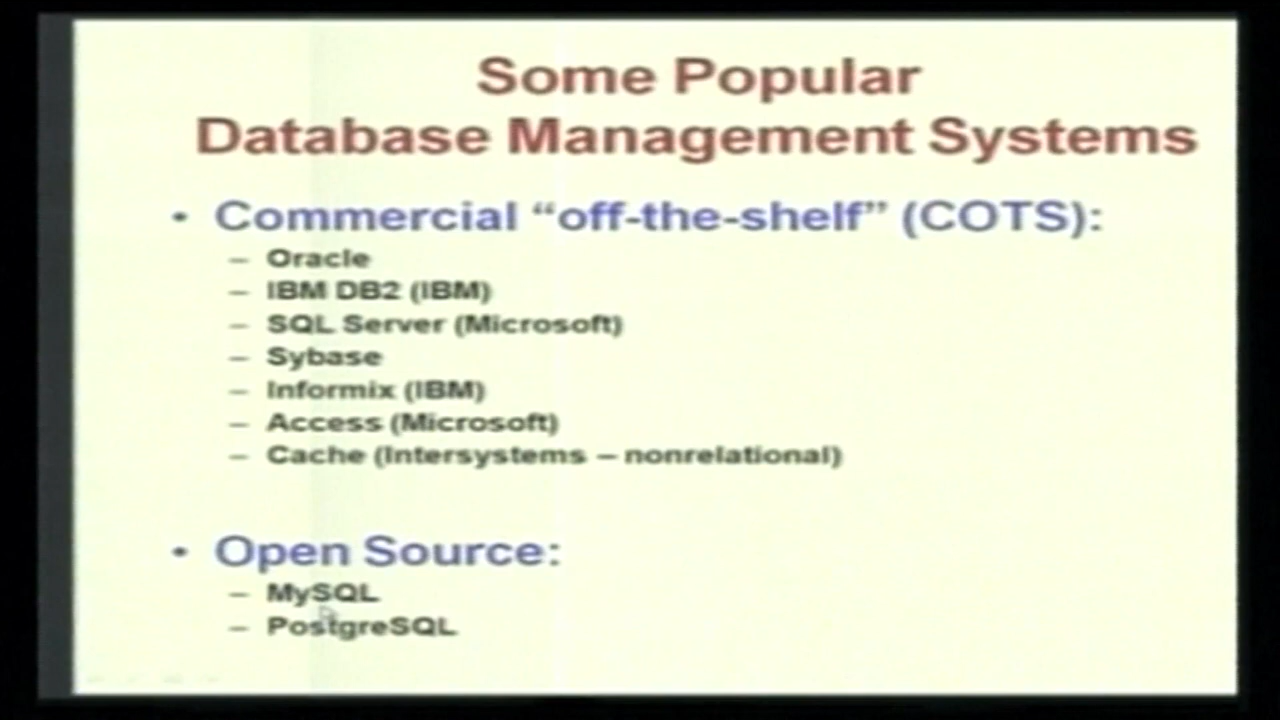 Some Popular
Database Management Systems
• Commercial “off-the-shelf” (COTS):
– Oracle
– IBM DB2 (IBM)
– SQL Server (Microsoft)
– Sybase
– Informix (IBM)
– Access (Microsoft)
– Cache (Intersystems – nonrelational)
• Open Source:
– MySQL
– PostgreSQL